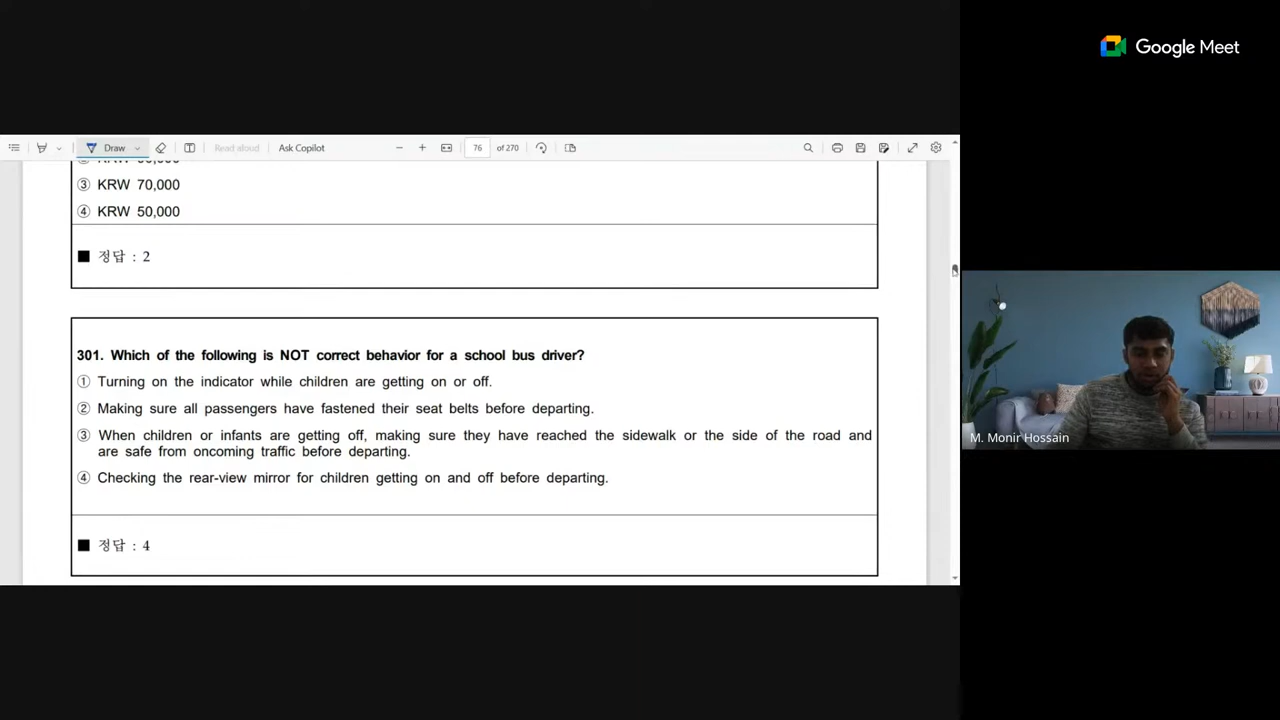 Google Meet
Draw
Read aloud
Ask Copilot
76
of 270
③ KRW 70,000
④ KRW 50,000
■ 정답 : 2
301. Which of the following is NOT correct behavior for a school bus driver?
① Turning on the indicator while children are getting on or off.
② Making sure all passengers have fastened their seat belts before departing.
③ When children or infants are getting off, making sure they have reached the sidewalk or the side of the road and
are safe from oncoming traffic before departing.
④ Checking the rear-view mirror for children getting on and off before departing.
■ 정답 : 4
M. Monir Hossain